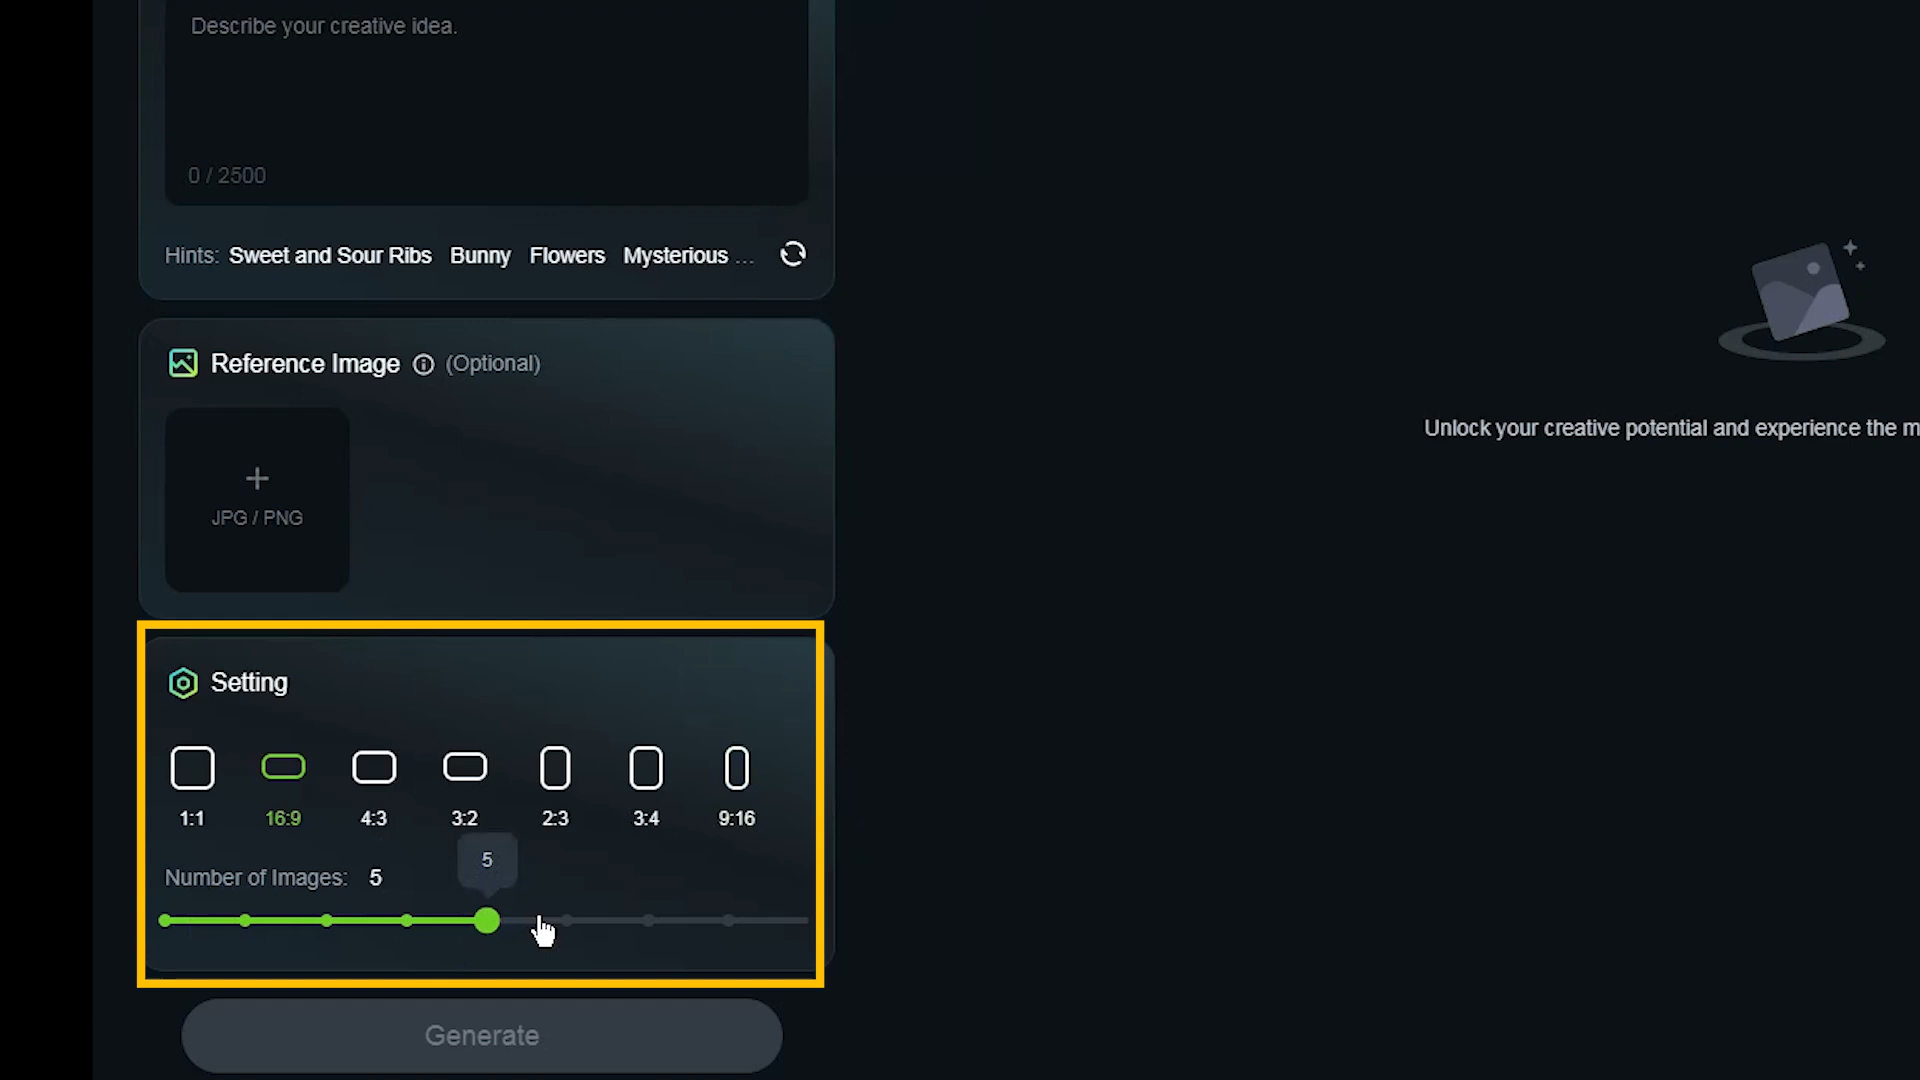 Describe your creative idea.
0 / 2500
Hints: Sweet and Sour Ribs Bunny Flowers Mysterious ...
Reference Image (Optional)
+
JPG / PNG
Unlock your creative potential and experience the m
Setting
1:1 16:9 4:3 3:2 2:3 3:4 9:16
5
Number of Images: 5
Generate